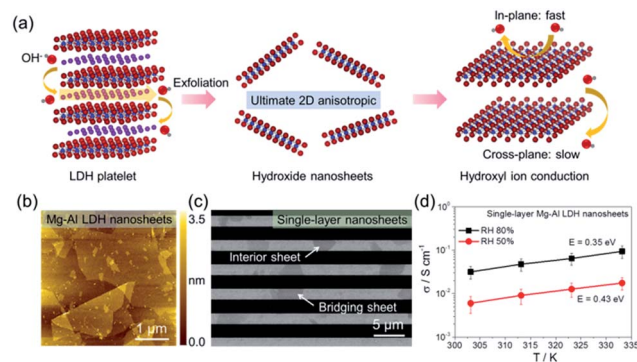 (a)
In-plane: fast
OH⁻
Exfoliation
Ultimate 2D anisotropic
Cross-plane: slow
LDH platelet
Hydroxide nanosheets
Hydroxyl ion conduction
(b)
Mg-Al LDH nanosheets
3.5
nm
0.0
1 μm
(c)
Single-layer nanosheets
Interior sheet
Bridging sheet
5 μm
(d)
Single-layer Mg-Al LDH nanosheets
RH 80%
RH 50%
E = 0.35 eV
E = 0.43 eV
σ / S cm⁻¹
10⁰
10⁻¹
10⁻²
10⁻³
300 305 310 315 320 325 330 335
T / K